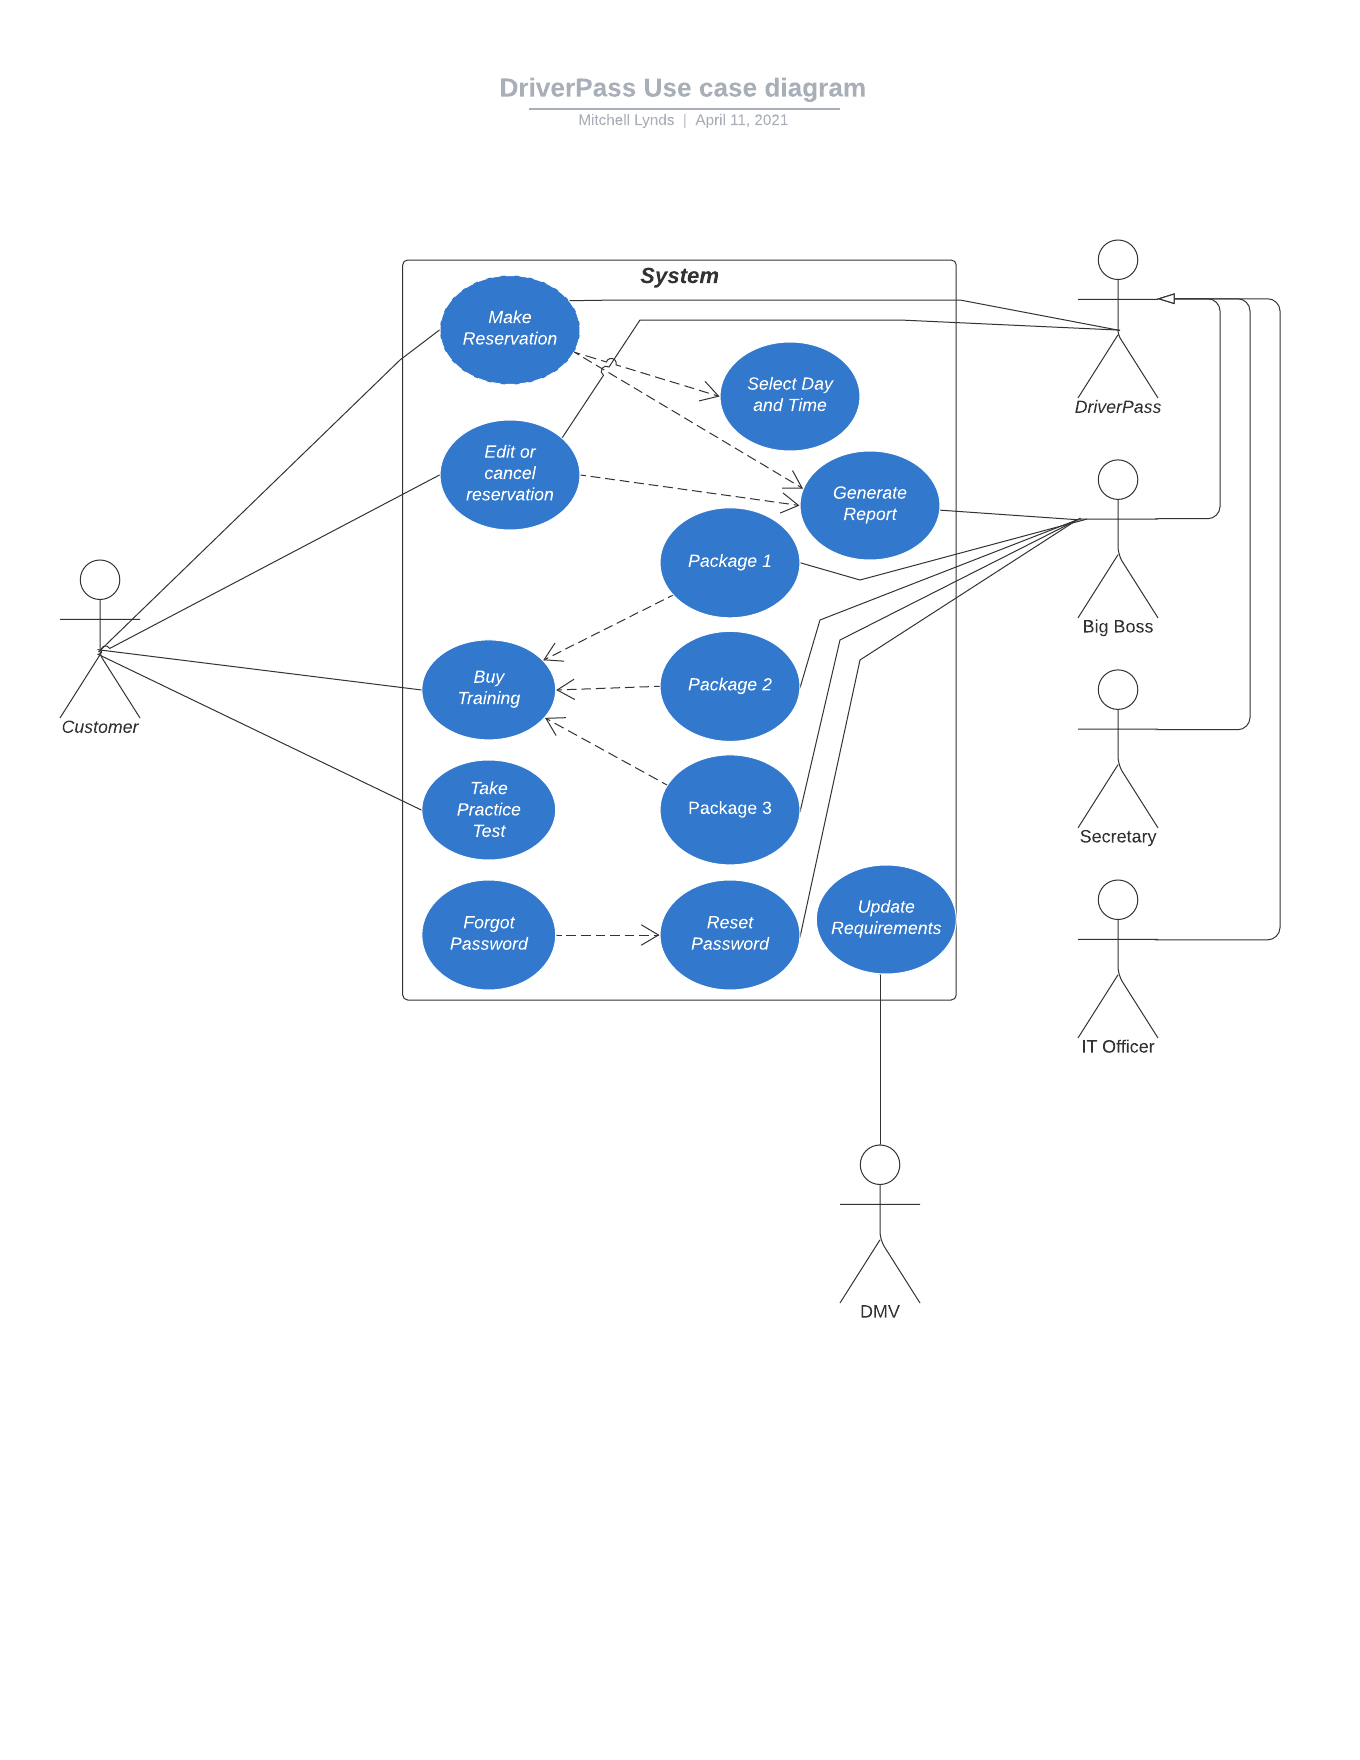 DriverPass Use case diagram
Mitchell Lynds | April 11, 2021
System
Make
Reservation
Select Day
and Time
DriverPass
Edit or
cancel
reservation
Generate
Report
Package 1
Big Boss
Buy
Training
Package 2
Customer
Take
Practice
Test
Package 3
Secretary
Forgot
Password
Reset
Password
Update
Requirements
IT Officer
DMV